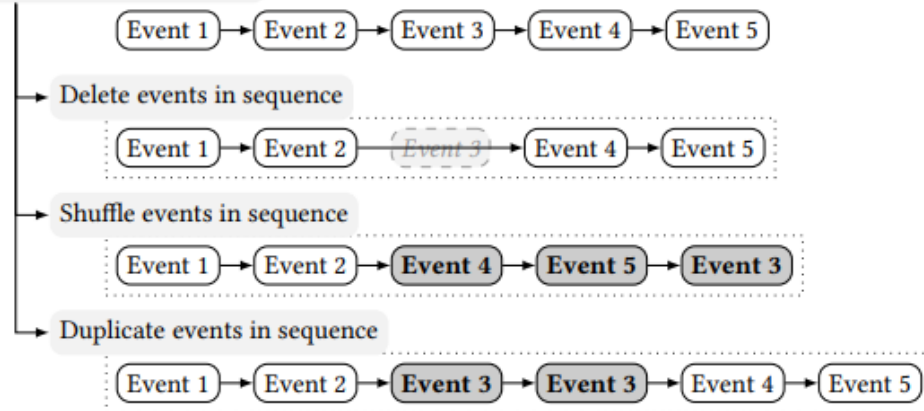 Event 1 Event 2 Event 3 Event 4 Event 5
Delete events in sequence
Event 1 Event 2 Event 3 Event 4 Event 5
Shuffle events in sequence
Event 1 Event 2 Event 4 Event 5 Event 3
Duplicate events in sequence
Event 1 Event 2 Event 3 Event 3 Event 4 Event 5